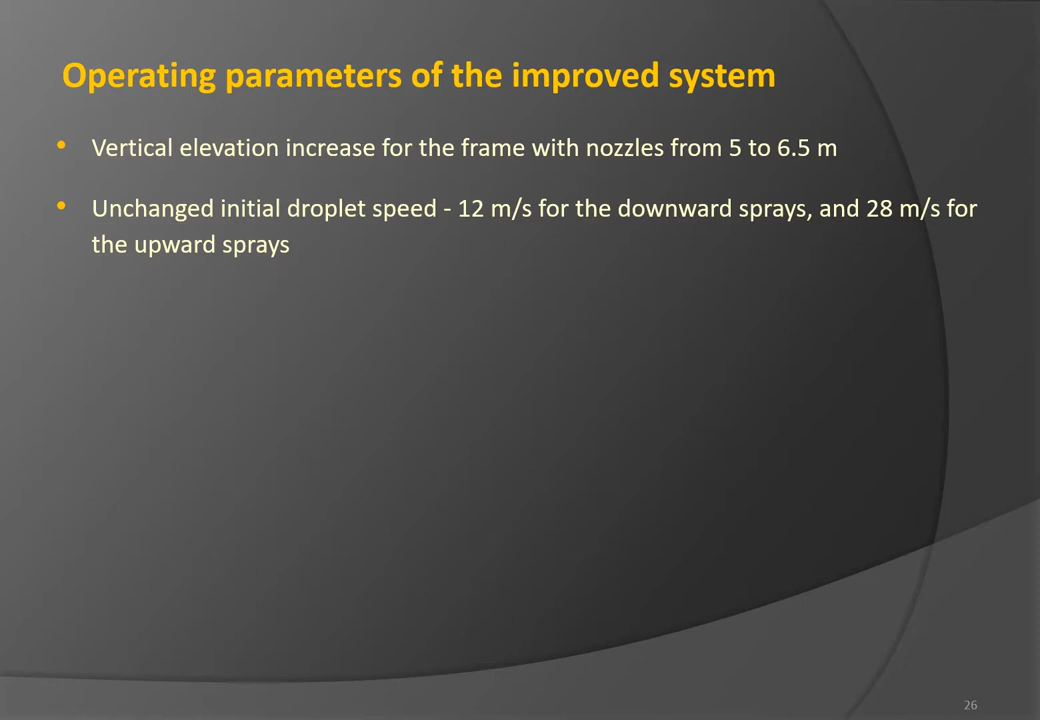 Operating parameters of the improved system
• Vertical elevation increase for the frame with nozzles from 5 to 6.5 m
• Unchanged initial droplet speed - 12 m/s for the downward sprays, and 28 m/s for
the upward sprays
26